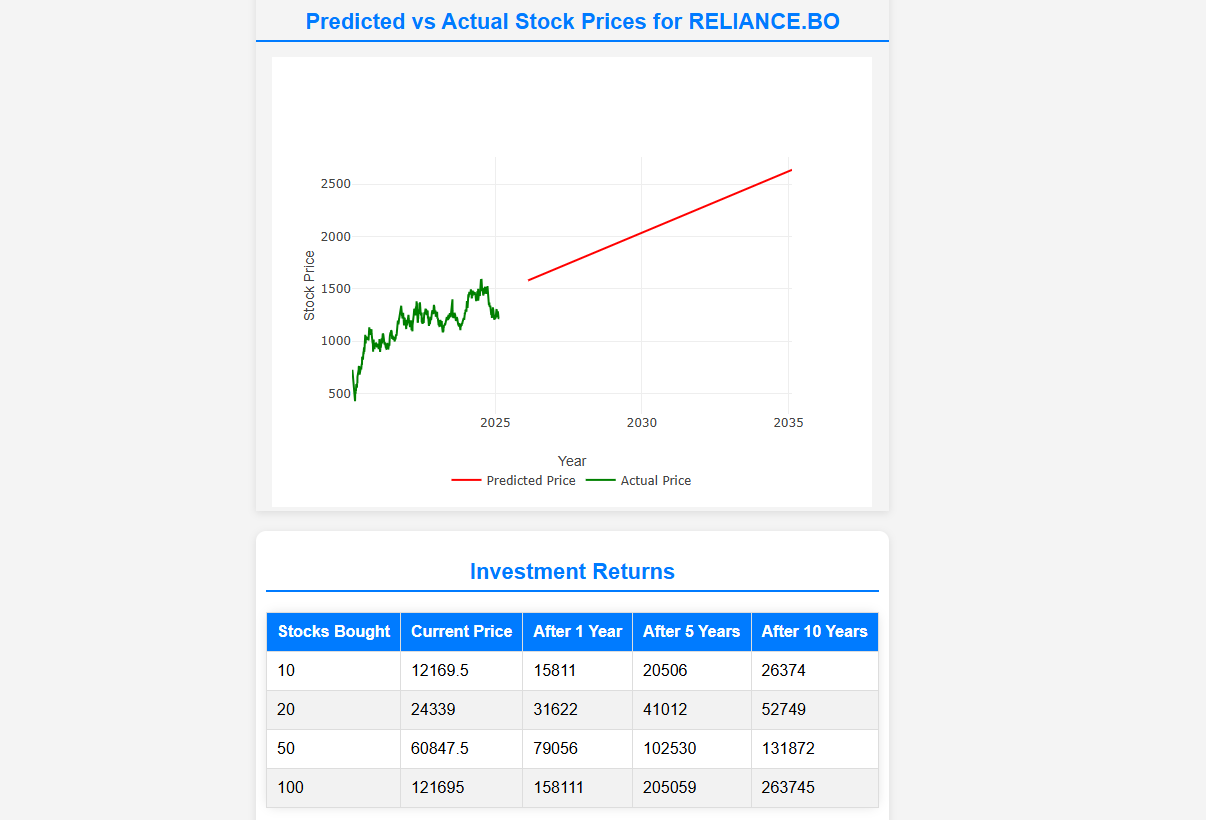 Predicted vs Actual Stock Prices for RELIANCE.BO
2500
2000
1500
1000
500
Stock Price
2025 2030 2035
Year
Predicted Price Actual Price
Investment Returns
Stocks Bought Current Price After 1 Year After 5 Years After 10 Years
10 12169.5 15811 20506 26374
20 24339 31622 41012 52749
50 60847.5 79056 102530 131872
100 121695 158111 205059 263745